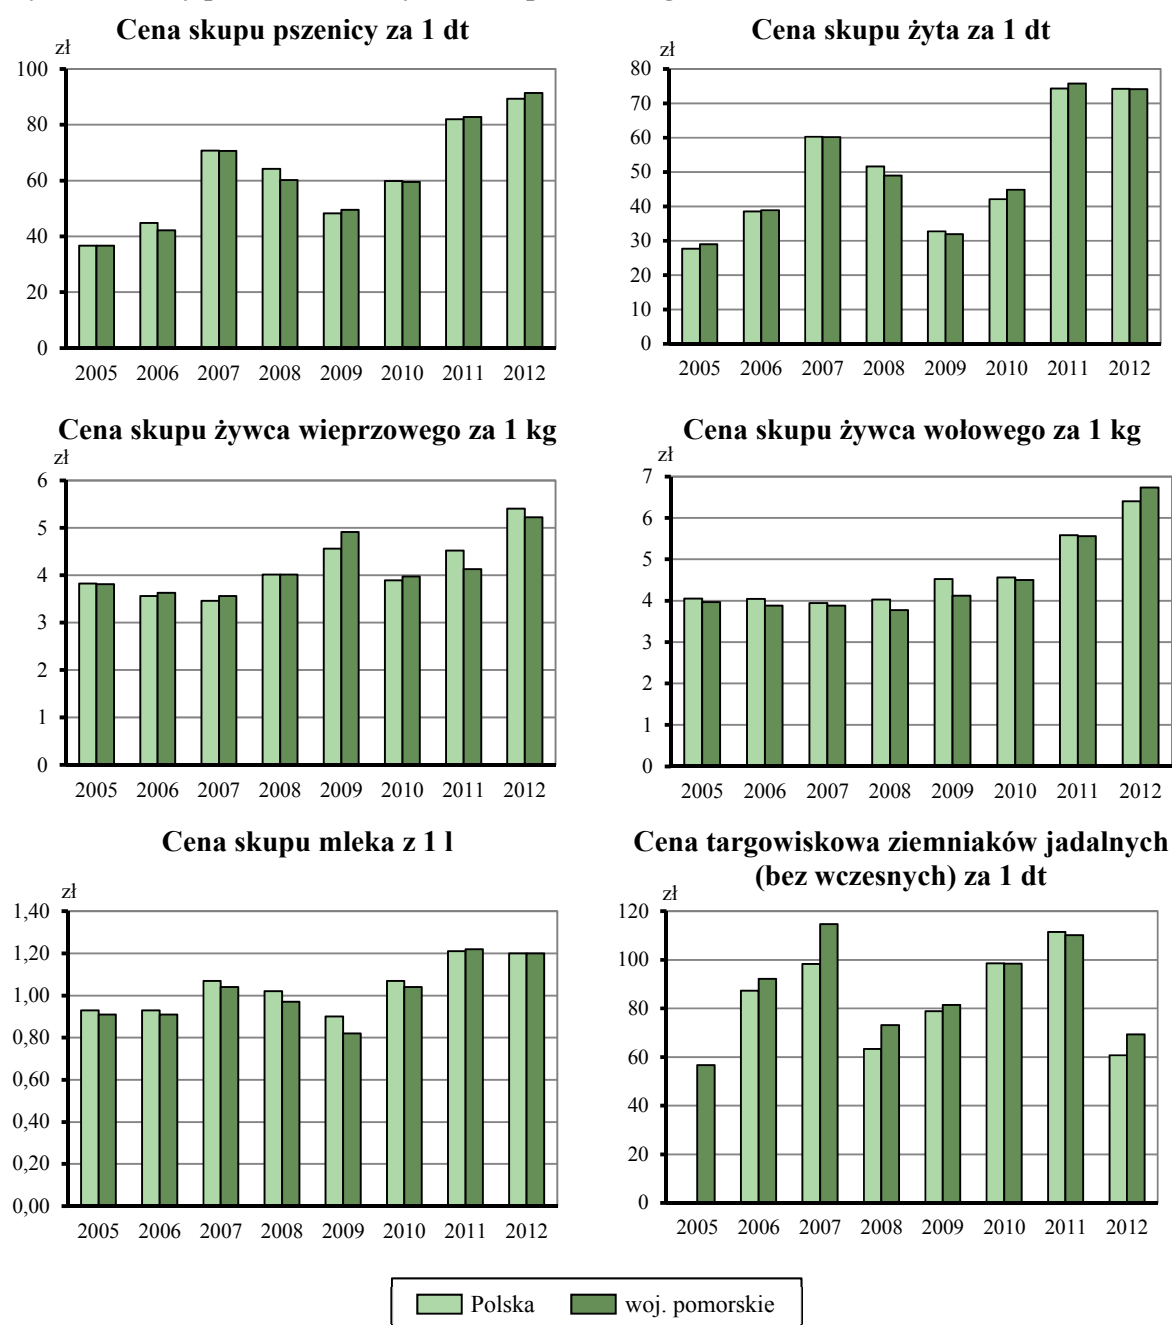 Cena skupu pszenicy za 1 dt
zł
100
80
60
40
20
0
2005 2006 2007 2008 2009 2010 2011 2012
Cena skupu żyta za 1 dt
zł
80
70
60
50
40
30
20
10
0
2005 2006 2007 2008 2009 2010 2011 2012
Cena skupu żywca wieprzowego za 1 kg
zł
6
5
4
3
2
1
0
2005 2006 2007 2008 2009 2010 2011 2012
Cena skupu żywca wołowego za 1 kg
zł
7
6
5
4
3
2
1
0
2005 2006 2007 2008 2009 2010 2011 2012
Cena skupu mleka z 1 l
zł
1,40
1,20
1,00
0,80
0,60
0,40
0,20
0,00
2005 2006 2007 2008 2009 2010 2011 2012
Cena targowiskowa ziemniaków jadalnych
(bez wczesnych) za 1 dt
zł
120
100
80
60
40
20
0
2005 2006 2007 2008 2009 2010 2011 2012
Polska
woj. pomorskie